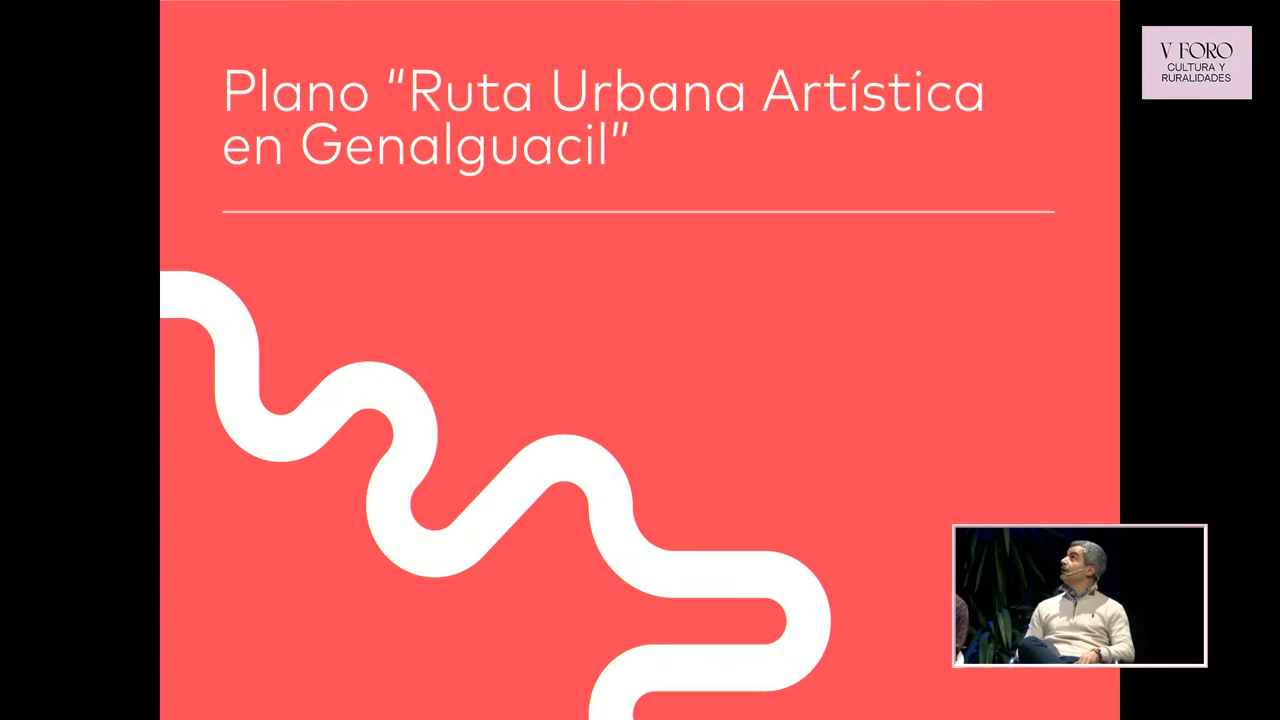 Plano “Ruta Urbana Artística
en Genalguacil”
V FORO
CULTURA Y
RURALIDADES